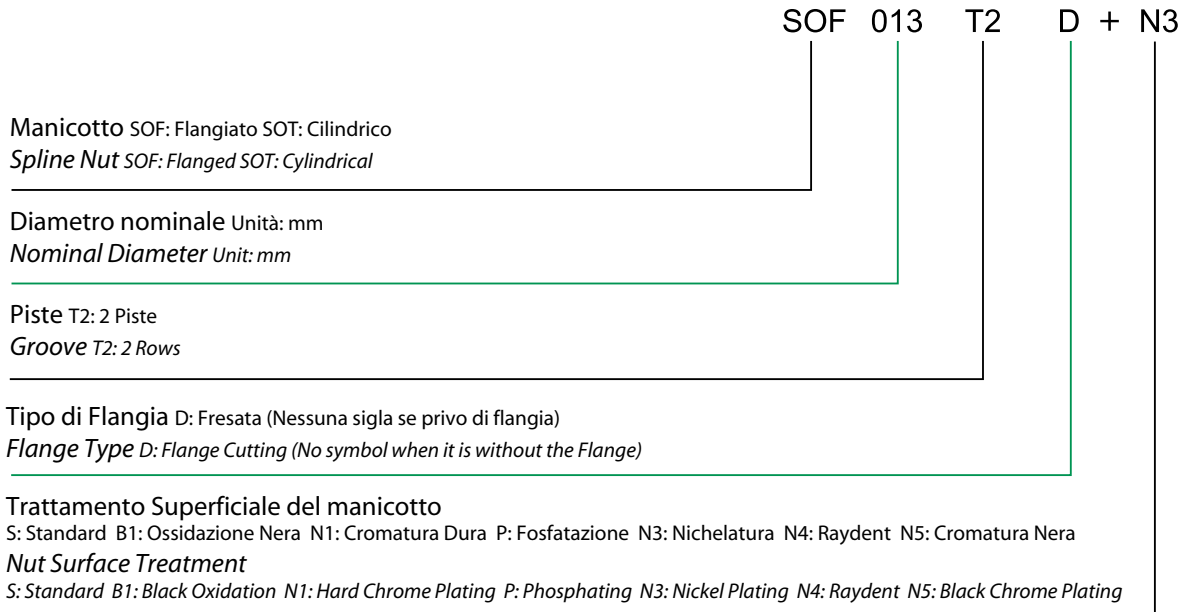 SOF 013 T2 D + N3
Manicotto SOF: Flangiato SOT: Cilindrico
Spline Nut SOF: Flanged SOT: Cylindrical
Diametro nominale Unità: mm
Nominal Diameter Unit: mm
Piste T2: 2 Piste
Groove T2: 2 Rows
Tipo di Flangia D: Fresata (Nessuna sigla se privo di flangia)
Flange Type D: Flange Cutting (No symbol when it is without the Flange)
Trattamento Superficiale del manicotto
S: Standard B1: Ossidazione Nera N1: Cromatura Dura P: Fosfatazione N3: Nichelatura N4: Raydent N5: Cromatura Nera
Nut Surface Treatment
S: Standard B1: Black Oxidation N1: Hard Chrome Plating P: Phosphating N3: Nickel Plating N4: Raydent N5: Black Chrome Plating